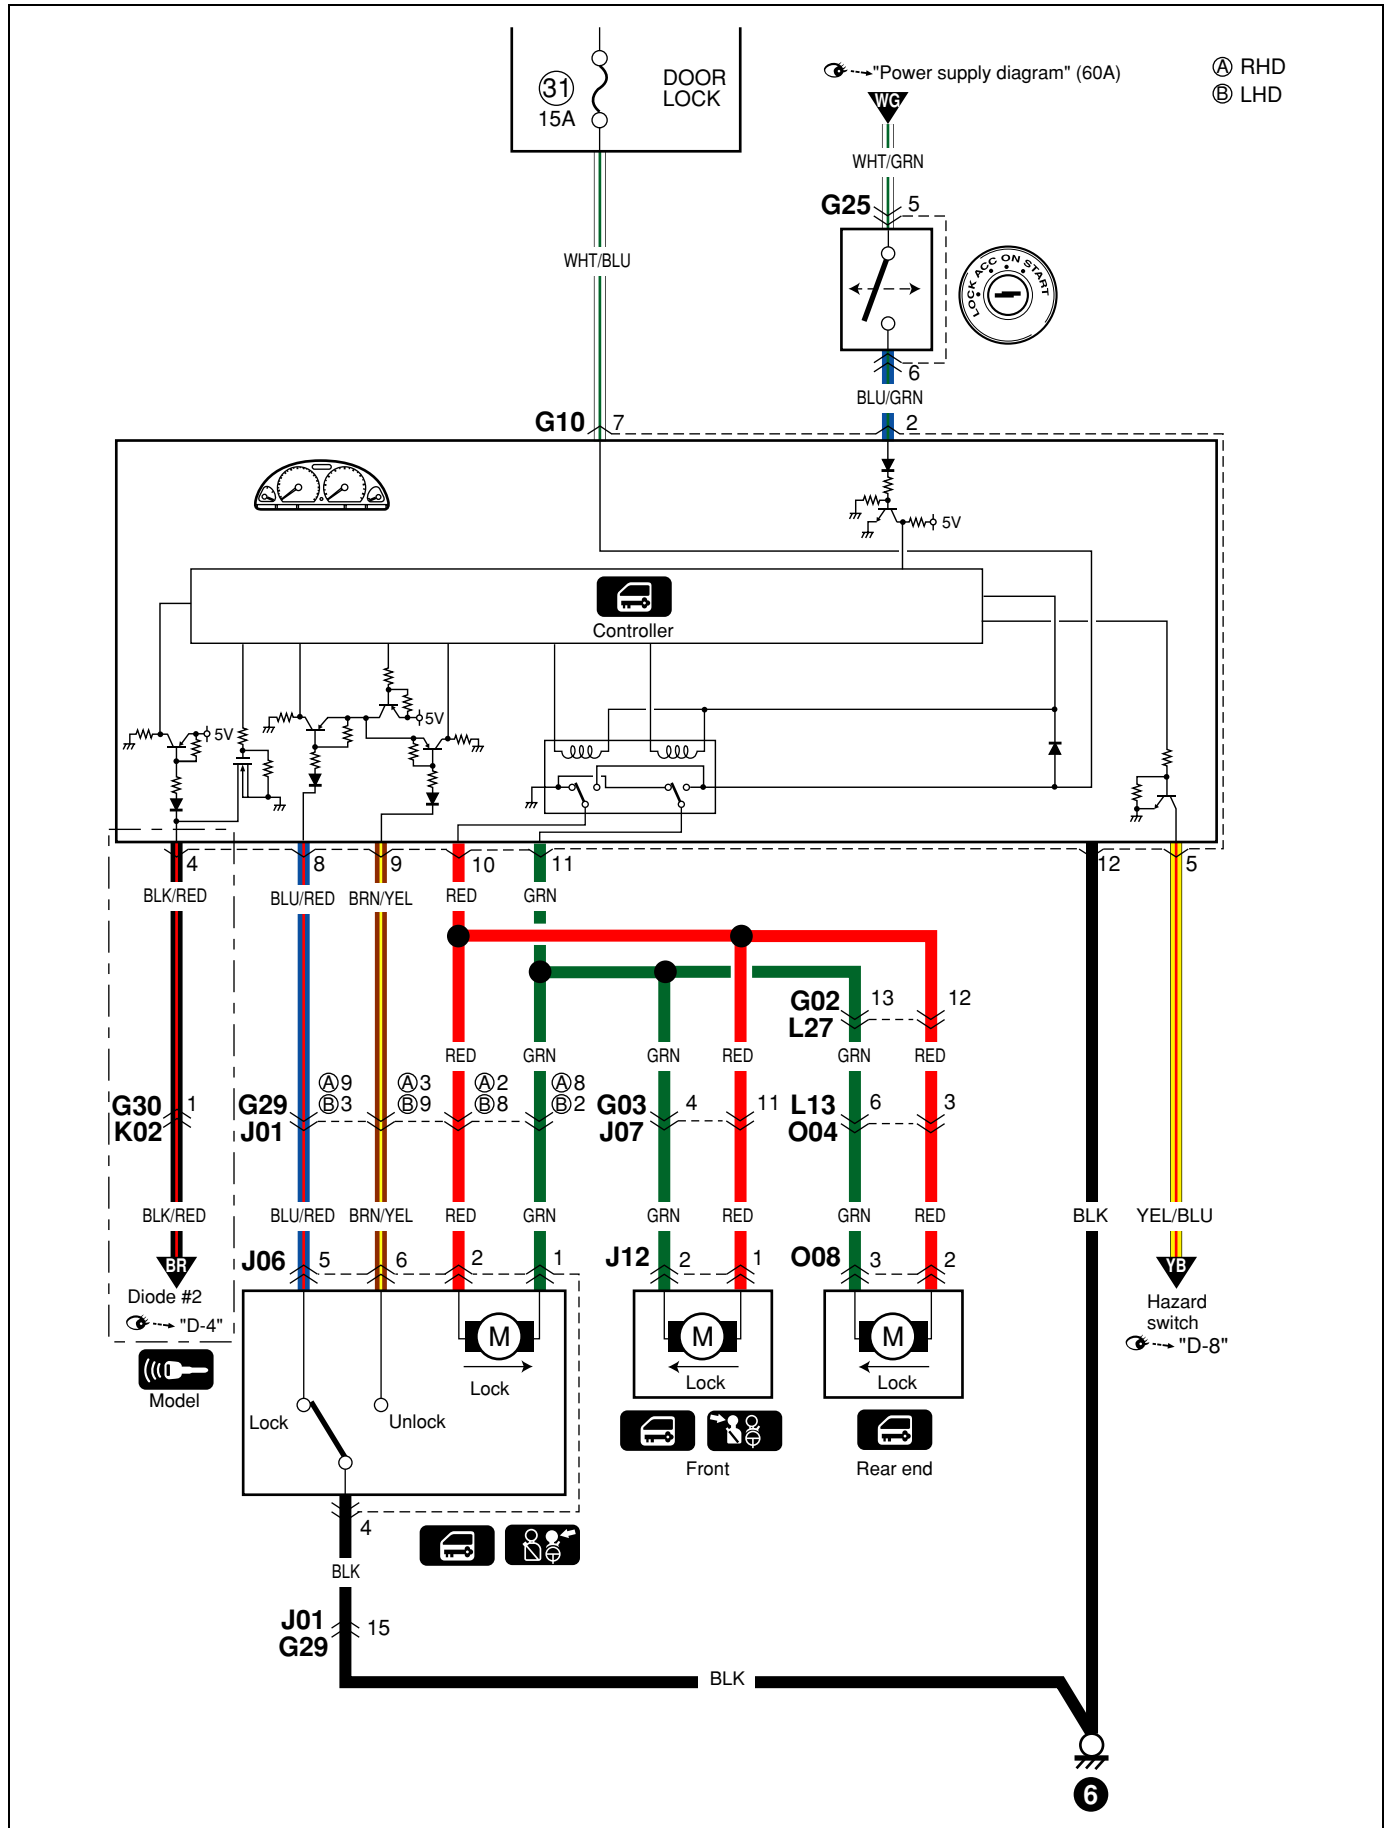 31
15A
DOOR
LOCK
"Power supply diagram" (60A)
A RHD
B LHD
WG
WHT/GRN
G25 5
LOCK ACC ON START
WHT/BLU
6
BLU/GRN
G10 7
2
5V
Controller
5V
5V
4
8
9
10
11
12
5
BLK/RED
BLU/RED
BRN/YEL
RED
GRN
G02 13 12
L27
RED
GRN
GRN
RED
GRN
RED
A9 A3 A2 A8
B3 B9 B8 B2
G30 1
K02
G29
J01
G03 4 11
J07
L13 6 3
O04
BLK/RED
BLU/RED
BRN/YEL
RED
GRN
GRN
RED
GRN
RED
BLK
YEL/BLU
BR
Diode #2
"D-4"
Model
J06 5 6 2 1
J12 2 1
O08 3 2
YB
Hazard
switch
"D-8"
M
Lock
M
Lock
M
Lock
Lock
Unlock
Front
Rear end
4
BLK
J01 15
G29
BLK
6